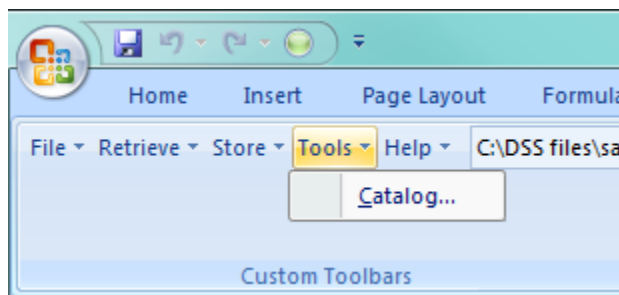 Home Insert Page Layout Formula
File Retrieve Store Tools Help C:\DSS files\sa
Catalog...
Custom Toolbars